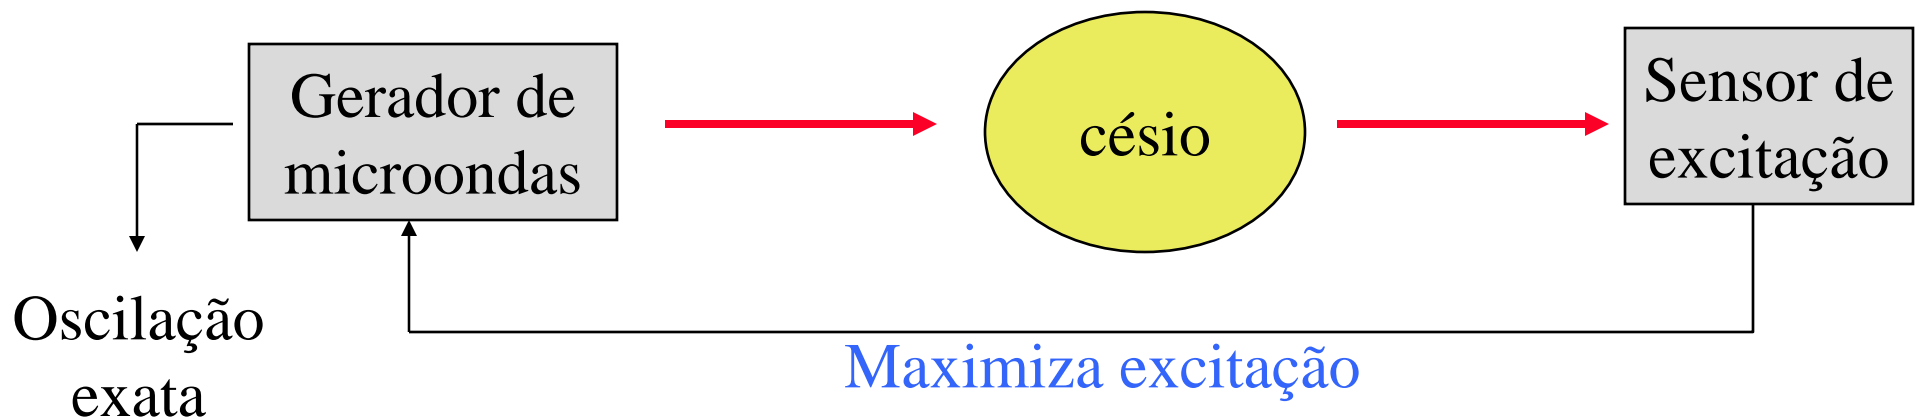 Gerador de
microondas
césio
Sensor de
excitação
Oscilação
exata
Maximiza excitação